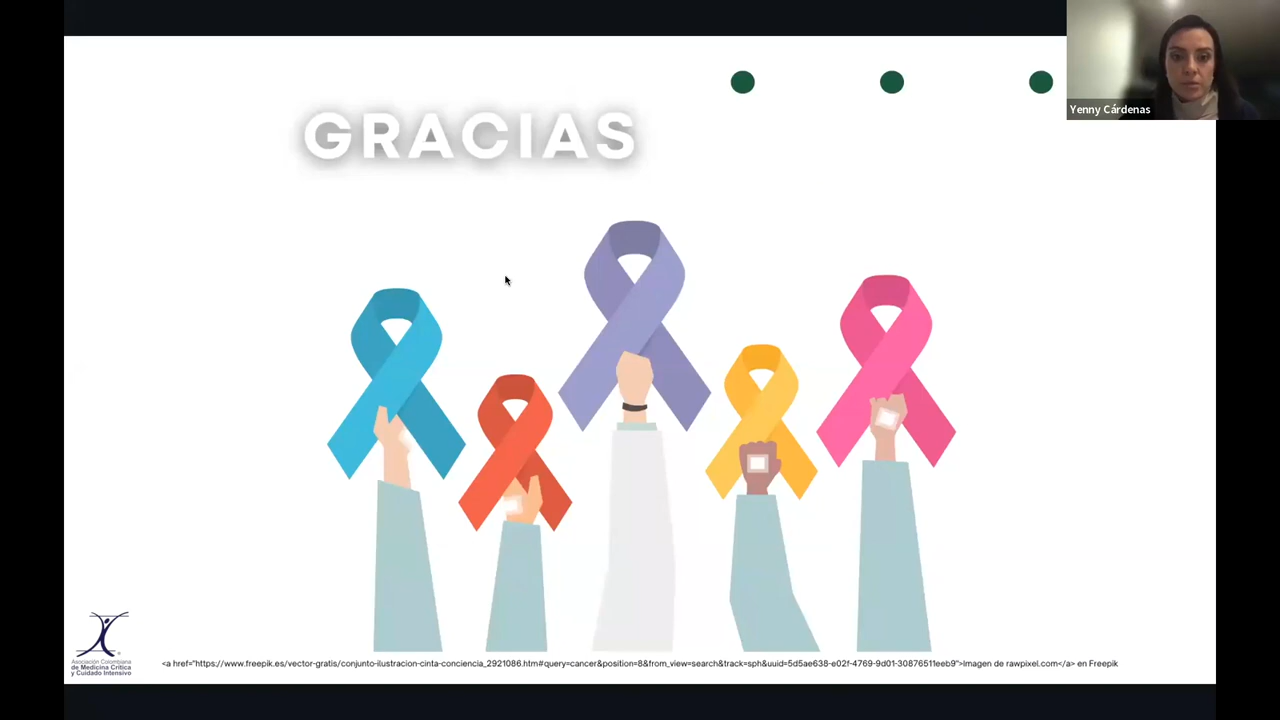 GRACIAS
Yenny Cárdenas
Asociación Colombiana
de Medicina Crítica
y Cuidado Intensivo
<a href="https://www.freepik.es/vector-gratis/conjunto-ilustracion-cinta-conciencia_2921086.htm#query=cancer&position=8&from_view=search&track=sph&uuid=5d5ae638-e02f-4769-9d01-30876511eeb9">Imagen de rawpixel.com</a> en Freepik